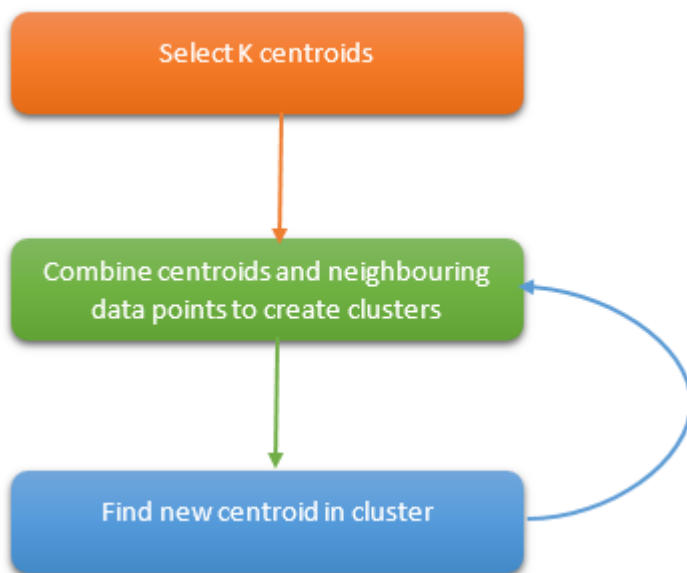 Select K centroids
Combine centroids and neighbouring
data points to create clusters
Find new centroid in cluster